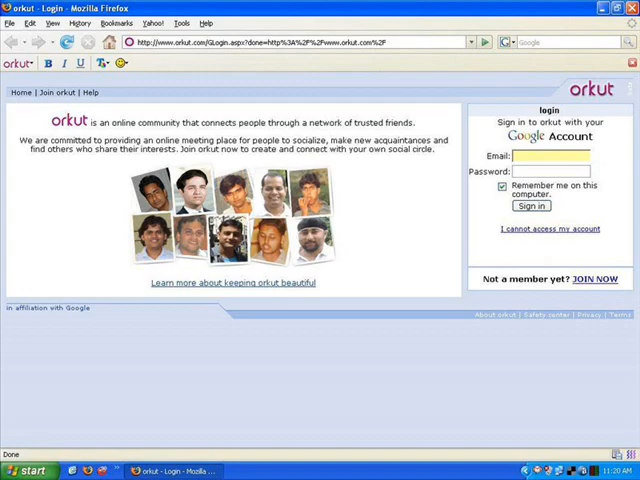 orkut - Login - Mozilla Firefox
File Edit View History Bookmarks Yahoo! Tools Help
http://www.orkut.com/GLogin.aspx?done=http%3A%2F%2Fwww.orkut.com%2F
G Google
orkut B I U T
Home | Join orkut | Help
orkut
orkut is an online community that connects people through a network of trusted friends.
We are committed to providing an online meeting place for people to socialize, make new acquaintances and
find others who share their interests. Join orkut now to create and connect with your own social circle.
Learn more about keeping orkut beautiful
login
Sign in to orkut with your
Google Account
Email:
Password:
Remember me on this
computer.
Sign in
I cannot access my account
Not a member yet? JOIN NOW
in affiliation with Google
About orkut | Safety center | Privacy | Terms
Done
start
orkut - Login - Mozilla ...
11:20 AM